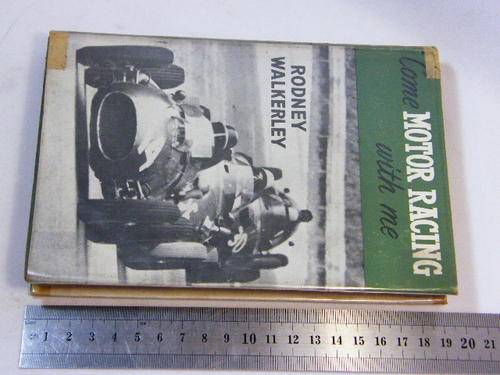 Come
MOTOR RACING
with me
RODNEY
WALKERLEY
1 2 3 4 5 6 7 8 9 10 11 12 13 14 15 16 17 18 19 20 21